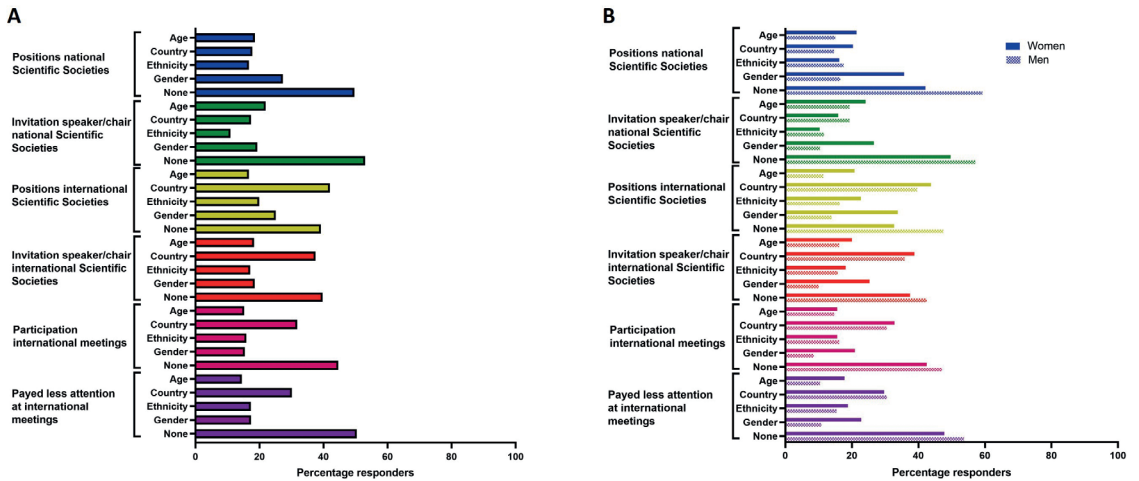 A
Positions national
Scientific Societies
Age
Country
Ethnicity
Gender
None
Invitation speaker/chair
national Scientific
Societies
Age
Country
Ethnicity
Gender
None
Positions international
Scientific Societies
Age
Country
Ethnicity
Gender
None
Invitation speaker/chair
international Scientific
Societies
Age
Country
Ethnicity
Gender
None
Participation
international meetings
Age
Country
Ethnicity
Gender
None
Payed less attention
at international
meetings
Age
Country
Ethnicity
Gender
None
0 20 40 60 80 100
Percentage responders
B
Women
Men
Positions national
Scientific Societies
Age
Country
Ethnicity
Gender
None
Invitation speaker/chair
national Scientific
Societies
Age
Country
Ethnicity
Gender
None
Positions international
Scientific Societies
Age
Country
Ethnicity
Gender
None
Invitation speaker/chair
international Scientific
Societies
Age
Country
Ethnicity
Gender
None
Participation
international meetings
Age
Country
Ethnicity
Gender
None
Payed less attention
at international
meetings
Age
Country
Ethnicity
Gender
None
0 20 40 60 80 100
Percentage responders